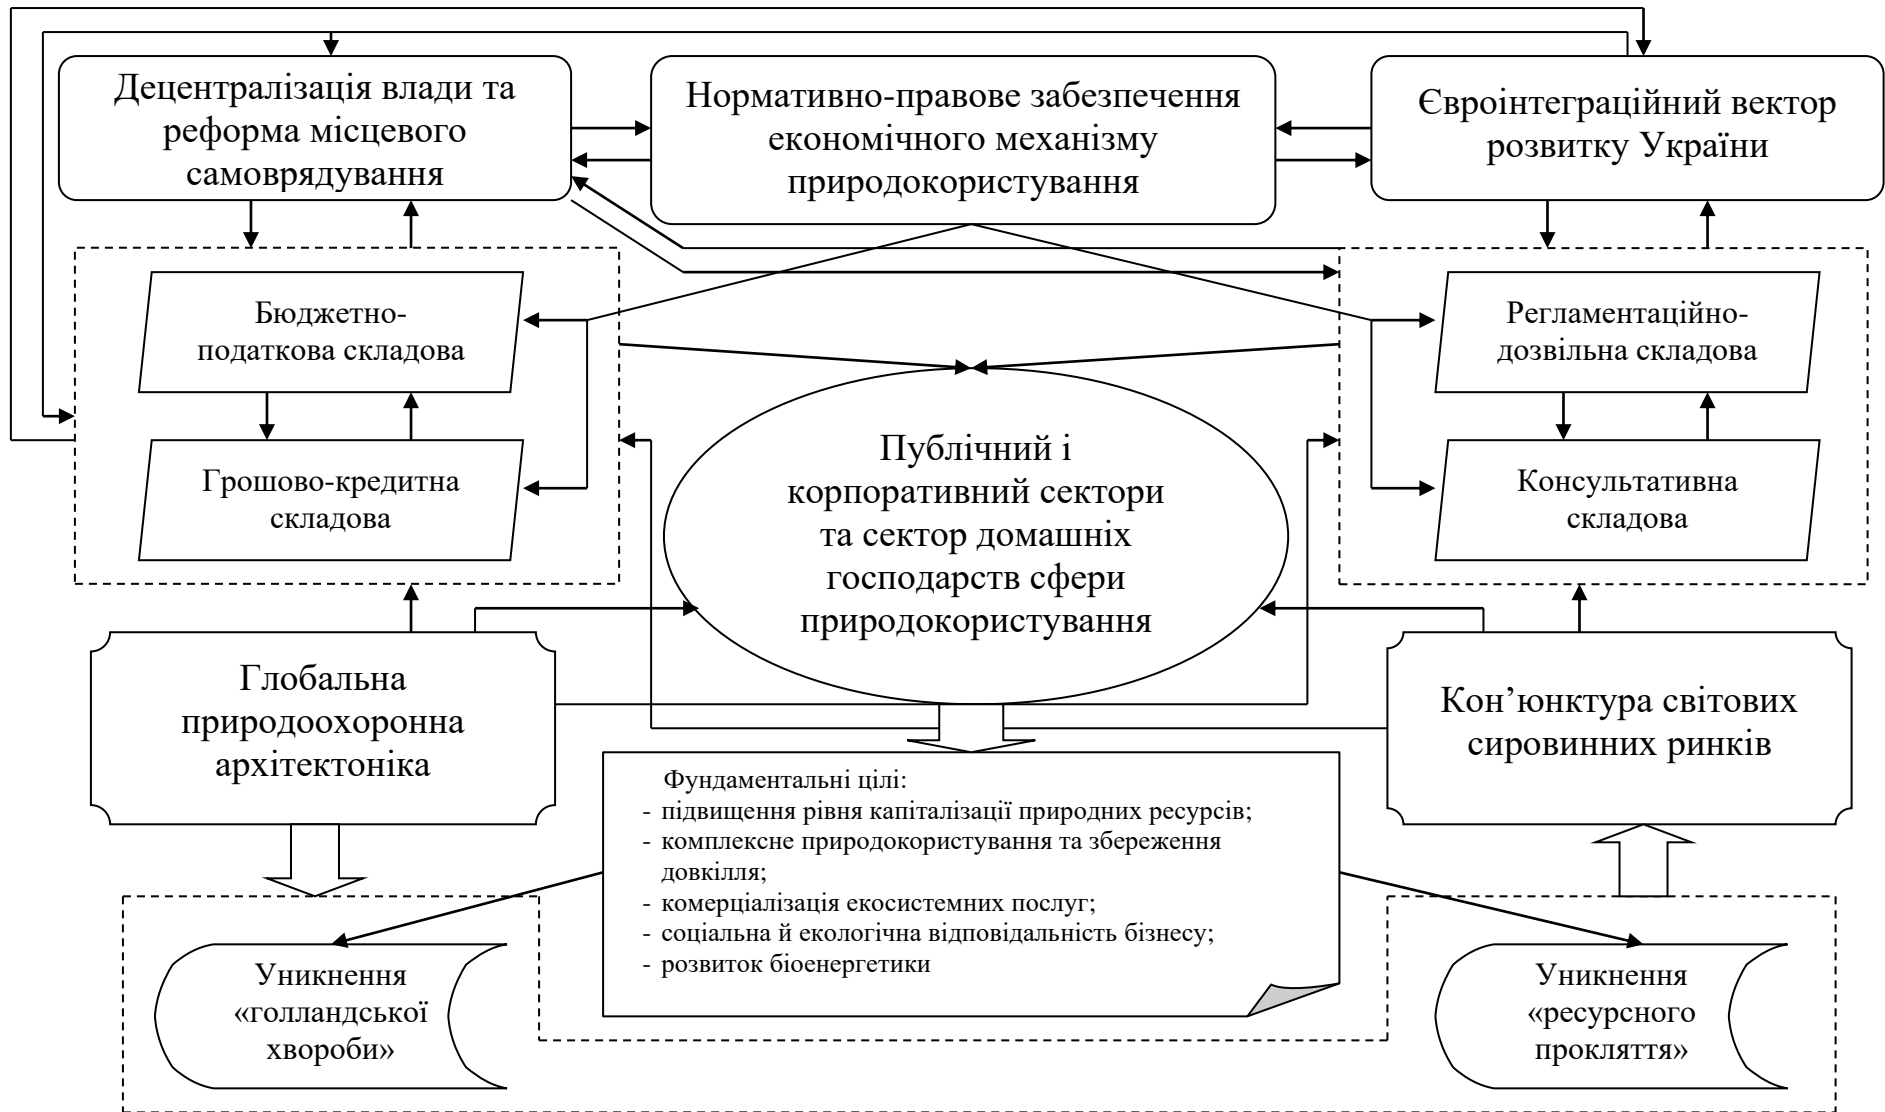 Децентралізація влади та
реформа місцевого
самоврядування
Нормативно-правове забезпечення
економічного механізму
природокористування
Євроінтеграційний вектор
розвитку України
Бюджетно-
податкова складова
Грошово-кредитна
складова
Регламентаційно-
дозвільна складова
Консультативна
складова
Публічний і
корпоративний сектори
та сектор домашніх
господарств сфери
природокористування
Глобальна
природоохоронна
архітектоніка
Кон’юнктура світових
сировинних ринків
Фундаментальні цілі:
- підвищення рівня капіталізації природних ресурсів;
- комплексне природокористування та збереження
довкілля;
- комерціалізація екосистемних послуг;
- соціальна й екологічна відповідальність бізнесу;
- розвиток біоенергетики
Уникнення
«голландської
хвороби»
Уникнення
«ресурсного
прокляття»